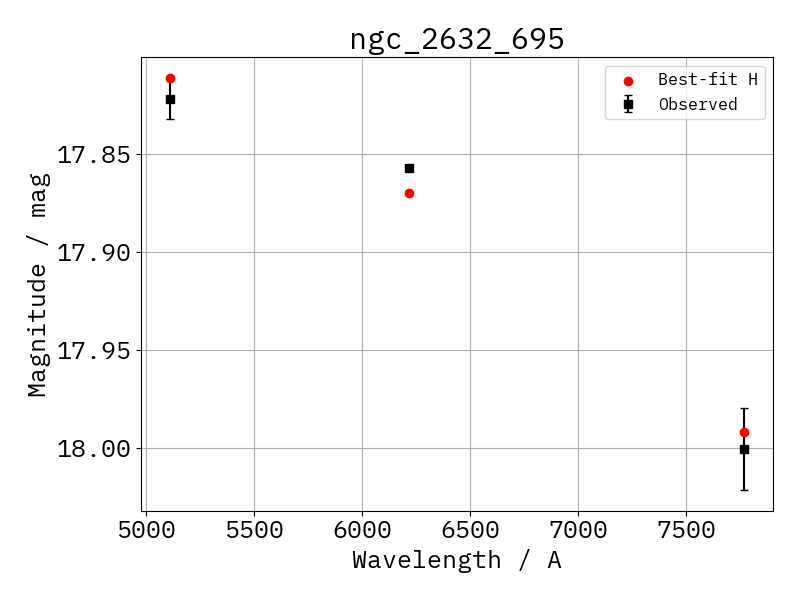 ngc_2632_695
Best-fit H
Observed
17.85
17.90
17.95
18.00
Magnitude / mag
5000 5500 6000 6500 7000 7500
Wavelength / A